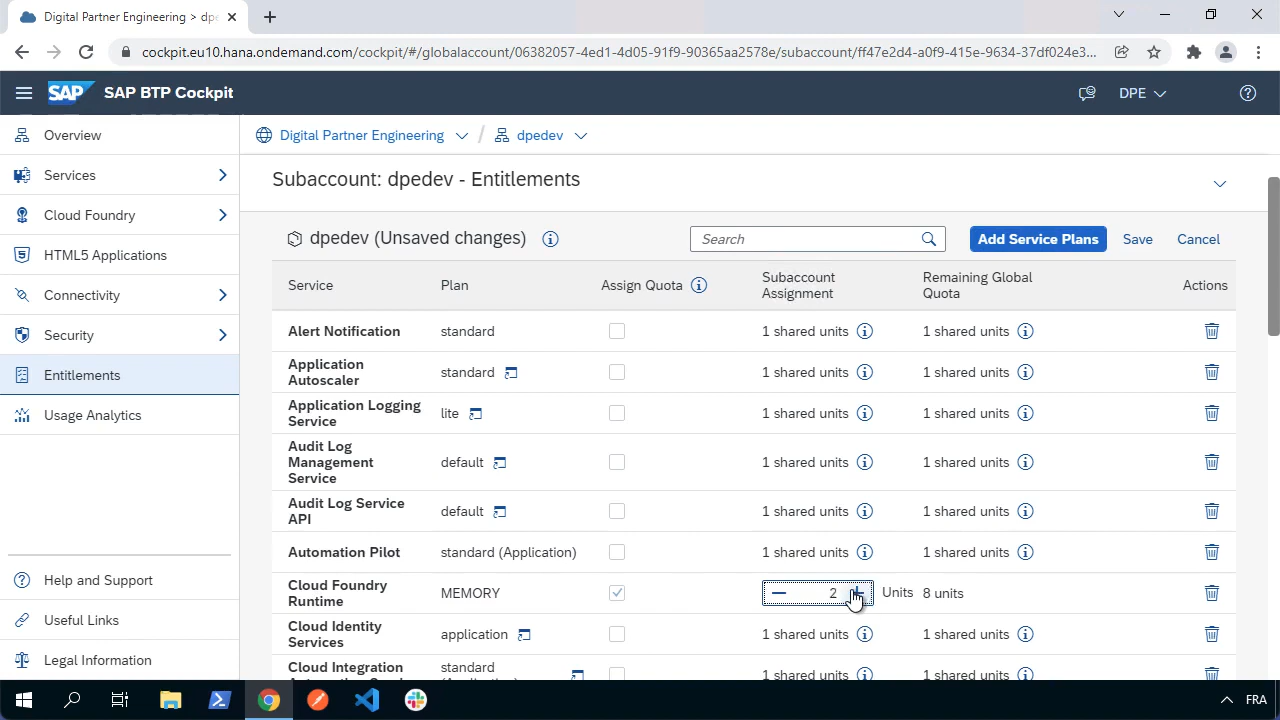 Digital Partner Engineering > dpe
cockpit.eu10.hana.ondemand.com/cockpit/#/globalaccount/06382057-4ed1-4d05-91f9-90365aa2578e/subaccount/ff47e2d4-a0f9-415e-9634-37df024e3...
SAP SAP BTP Cockpit DPE
Overview
Services
Cloud Foundry
HTML5 Applications
Connectivity
Security
Entitlements
Usage Analytics
Help and Support
Useful Links
Legal Information
Digital Partner Engineering / dpedev
Subaccount: dpedev - Entitlements
dpedev (Unsaved changes) Search Add Service Plans Save Cancel
Service Plan Assign Quota Subaccount Assignment Remaining Global Quota Actions
Alert Notification standard 1 shared units 1 shared units
Application Autoscaler standard 1 shared units 1 shared units
Application Logging Service lite 1 shared units 1 shared units
Audit Log Management Service default 1 shared units 1 shared units
Audit Log Service API default 1 shared units 1 shared units
Automation Pilot standard (Application) 1 shared units 1 shared units
Cloud Foundry Runtime MEMORY 2 Units 8 units
Cloud Identity Services application 1 shared units 1 shared units
Cloud Integration standard 1 shared units 1 shared units
FRA